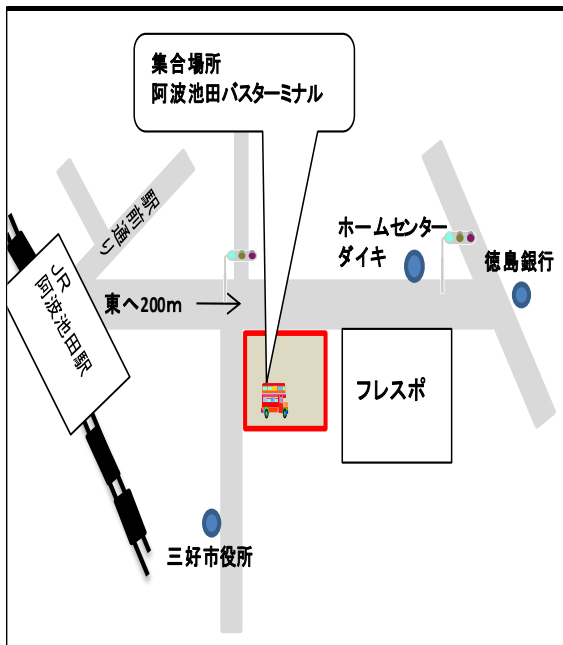 集合場所
阿波池田バスターミナル
駅前通り
ホームセンター
ダイキ
徳島銀行
JR
阿波池田駅
東へ200m
フレスポ
三好市役所